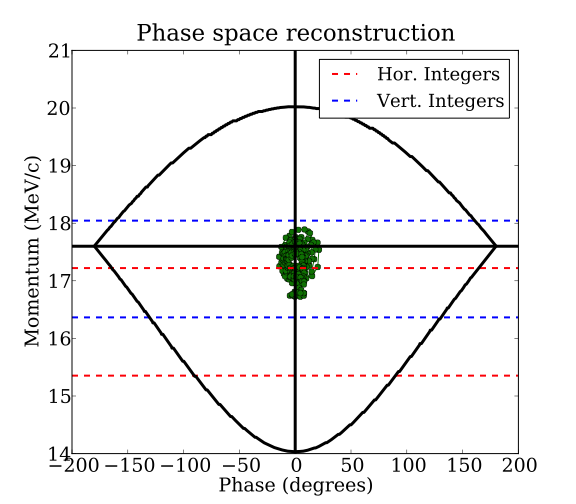 Phase space reconstruction
Hor. Integers
Vert. Integers
Momentum (MeV/c)
21
20
19
18
17
16
15
14
−200 −150 −100 −50 0 50 100 150 200
Phase (degrees)